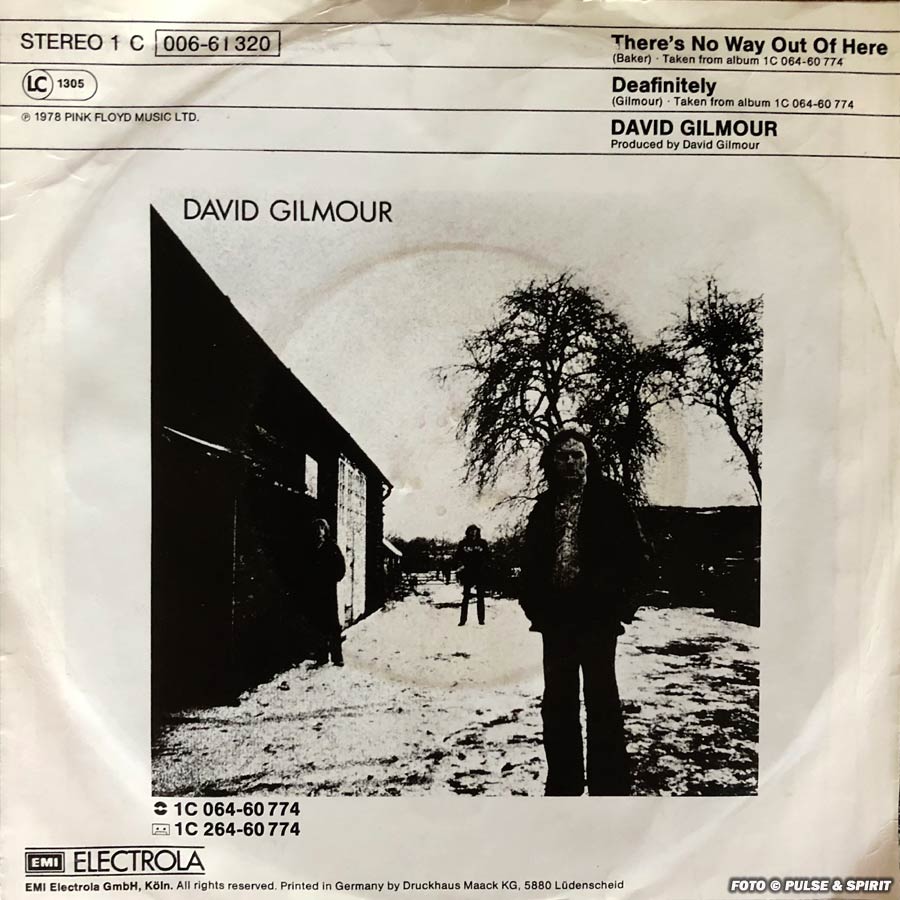 STEREO 1 C 006-61 320
LC 1305
℗ 1978 PINK FLOYD MUSIC LTD.
There's No Way Out Of Here
(Baker) · Taken from album 1C 064-60 774
Deafinitely
(Gilmour) · Taken from album 1C 064-60 774
DAVID GILMOUR
Produced by David Gilmour
DAVID GILMOUR
1C 064-60 774
1C 264-60 774
EMI ELECTROLA
EMI Electrola GmbH, Köln. All rights reserved. Printed in Germany by Druckhaus Maack KG, 5880 Lüdenscheid
FOTO © PULSE & SPIRIT